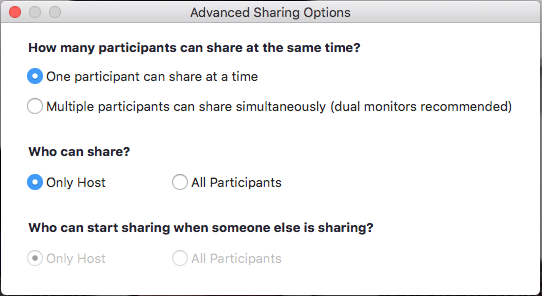 Advanced Sharing Options
How many participants can share at the same time?
One participant can share at a time
Multiple participants can share simultaneously (dual monitors recommended)
Who can share?
Only Host All Participants
Who can start sharing when someone else is sharing?
Only Host All Participants